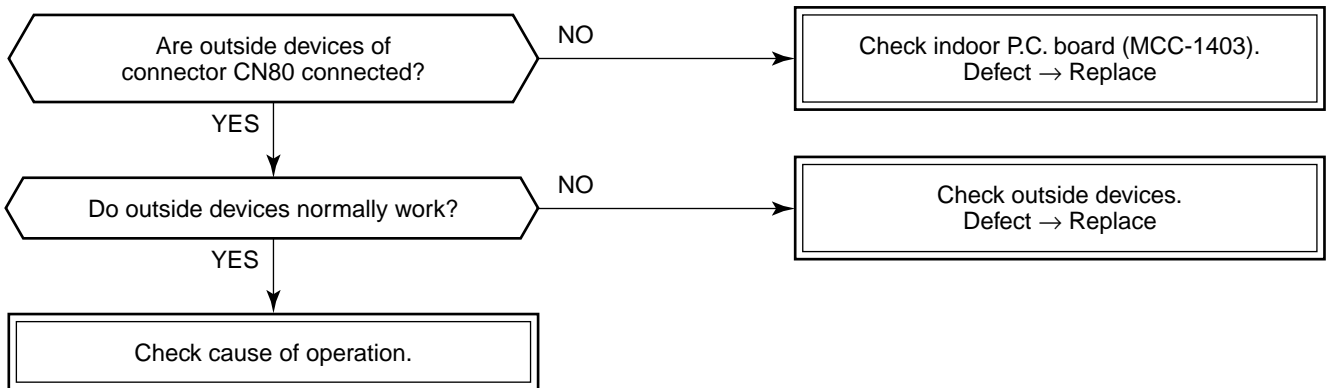 Are outside devices of
connector CN80 connected?
NO
Check indoor P.C. board (MCC-1403).
Defect → Replace
YES
Do outside devices normally work?
NO
Check outside devices.
Defect → Replace
YES
Check cause of operation.